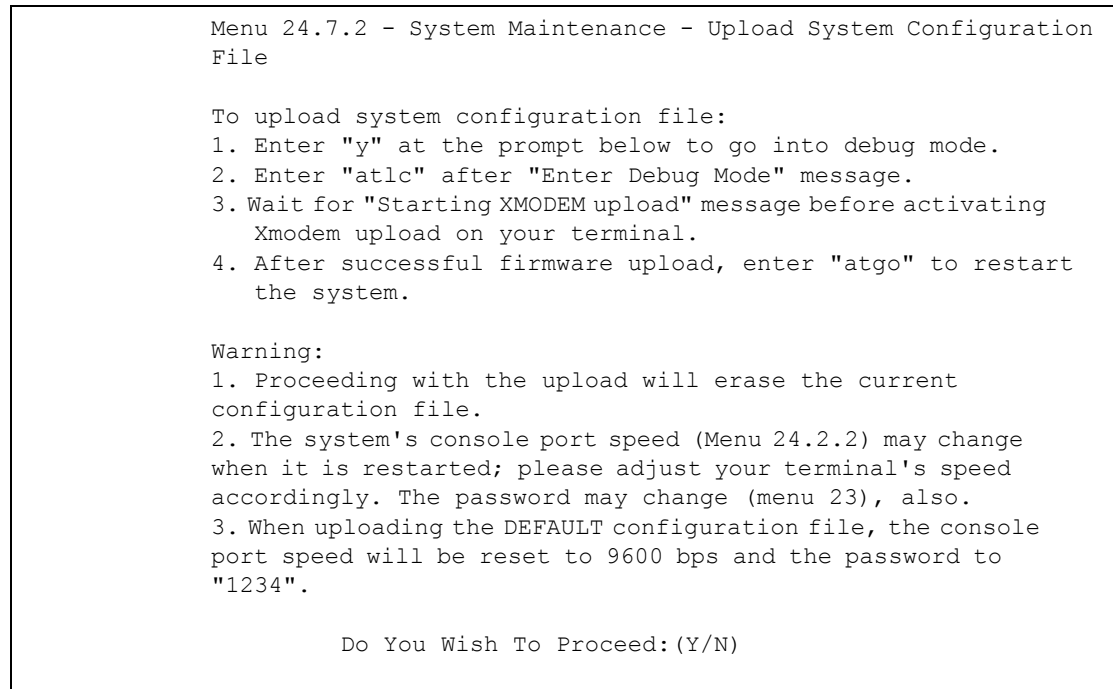 Menu 24.7.2 - System Maintenance - Upload System Configuration
File
To upload system configuration file:
1. Enter "y" at the prompt below to go into debug mode.
2. Enter "atlc" after "Enter Debug Mode" message.
3. Wait for "Starting XMODEM upload" message before activating
Xmodem upload on your terminal.
4. After successful firmware upload, enter "atgo" to restart
the system.
Warning:
1. Proceeding with the upload will erase the current
configuration file.
2. The system's console port speed (Menu 24.2.2) may change
when it is restarted; please adjust your terminal's speed
accordingly. The password may change (menu 23), also.
3. When uploading the DEFAULT configuration file, the console
port speed will be reset to 9600 bps and the password to
"1234".
Do You Wish To Proceed:(Y/N)